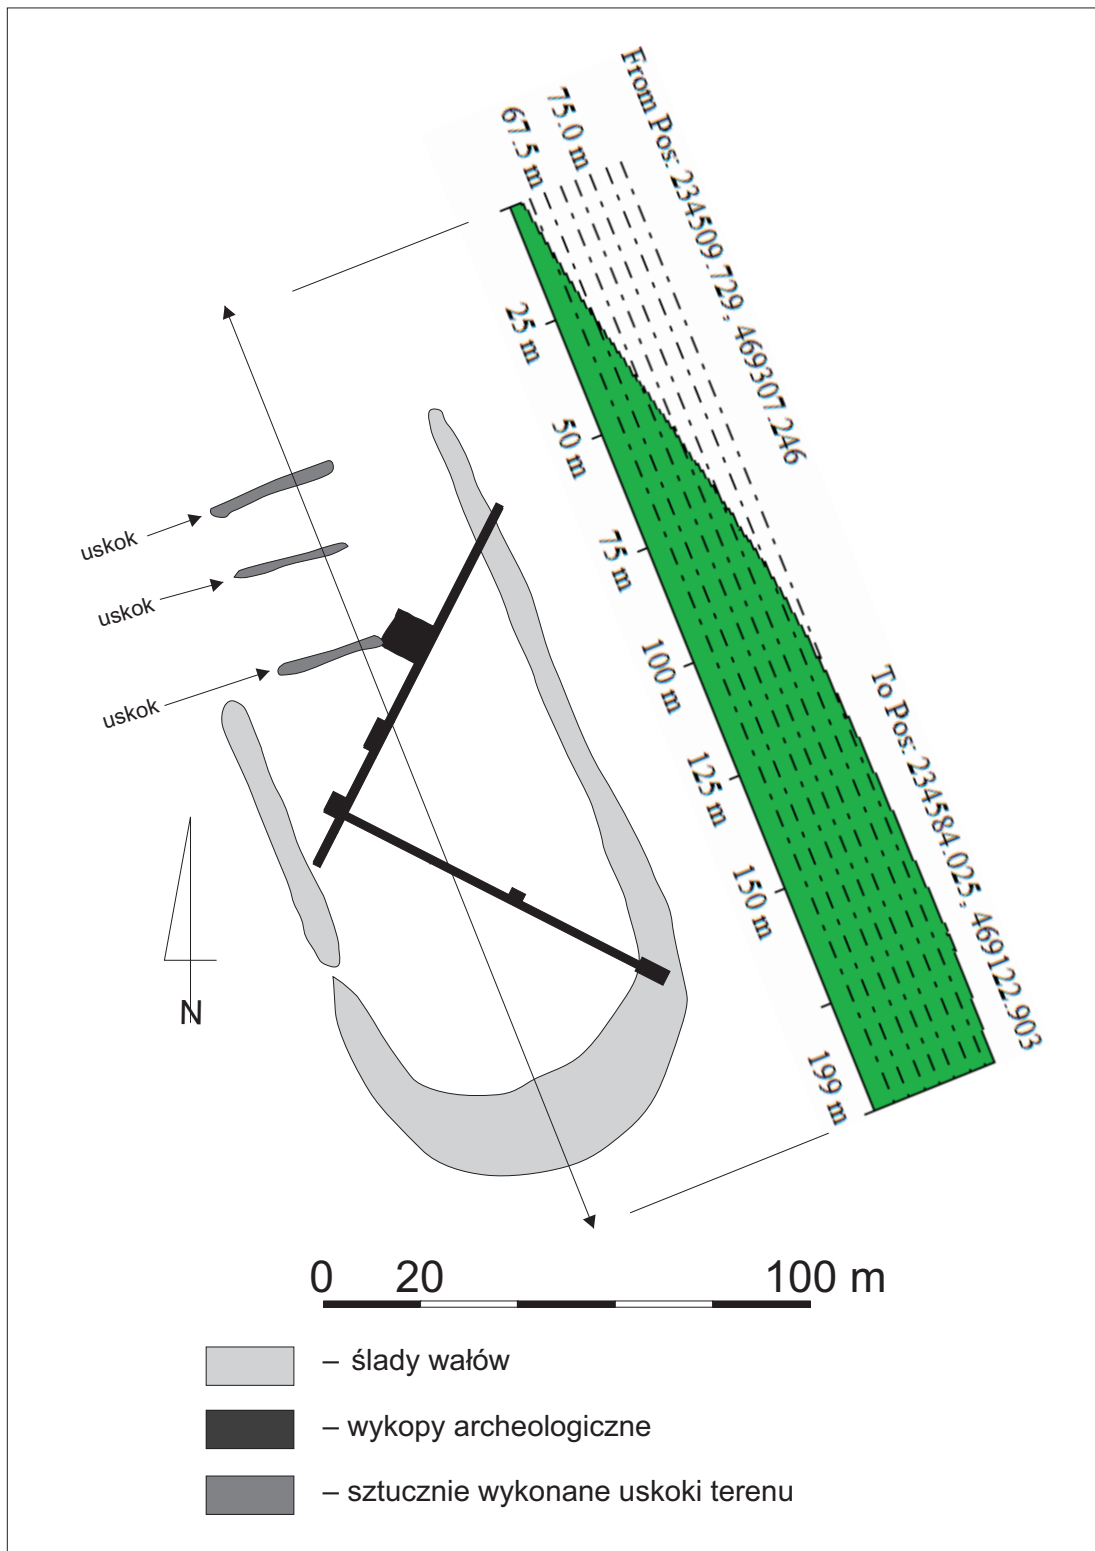 From Pos: 234509.729, 469307.246
75.0 m
67.5 m
25 m
50 m
75 m
100 m
125 m
150 m
199 m
To Pos: 234584.025, 469122.903
uskok
uskok
uskok
N
0 20 100 m
– ślady wałów
– wykopy archeologiczne
– sztucznie wykonane uskoki terenu